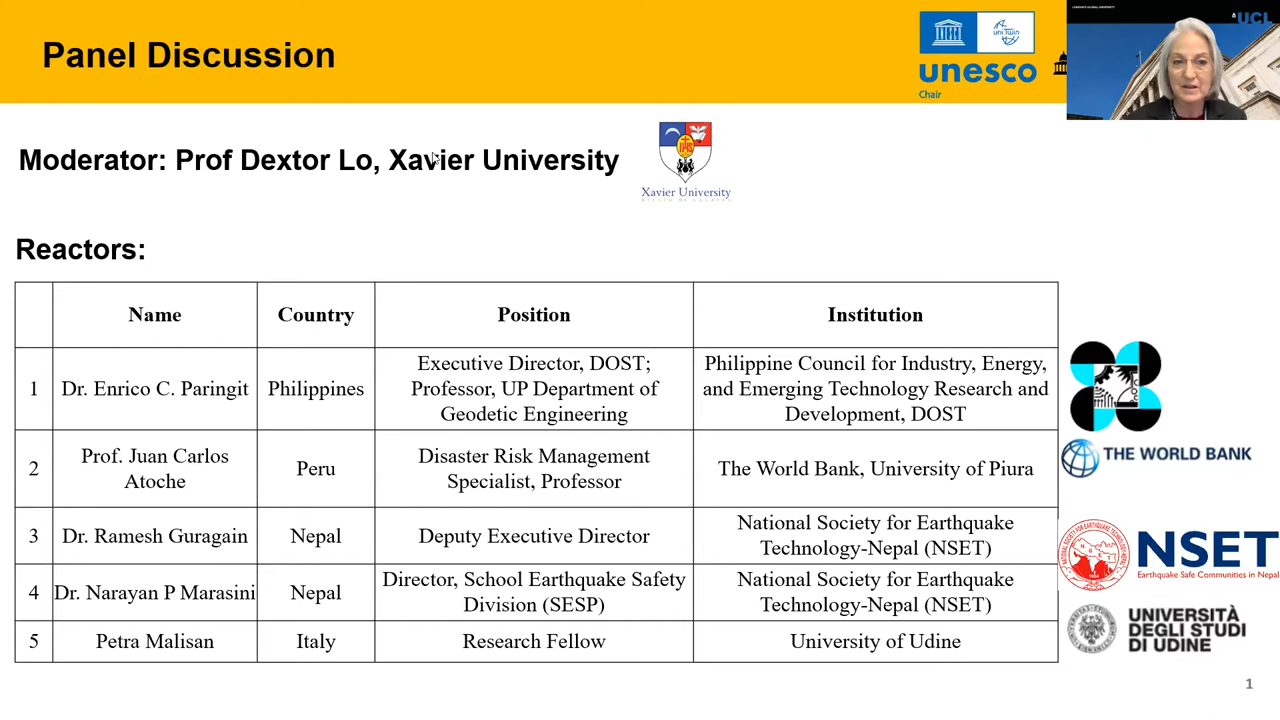 Panel Discussion
UNITWIN
unesco
Chair
UCL
Moderator: Prof Dextor Lo, Xavier University
Xavier University
Reactors:
Name Country Position Institution
1 Dr. Enrico C. Paringit Philippines Executive Director, DOST; Professor, UP Department of Geodetic Engineering Philippine Council for Industry, Energy, and Emerging Technology Research and Development, DOST
2 Prof. Juan Carlos Atoche Peru Disaster Risk Management Specialist, Professor The World Bank, University of Piura
THE WORLD BANK
3 Dr. Ramesh Guragain Nepal Deputy Executive Director National Society for Earthquake Technology-Nepal (NSET)
NSET
Earthquake Safe Communities in Nepal
4 Dr. Narayan P Marasini Nepal Director, School Earthquake Safety Division (SESP) National Society for Earthquake Technology-Nepal (NSET)
5 Petra Malisan Italy Research Fellow University of Udine
UNIVERSITÀ
DEGLI STUDI
DI UDINE
1